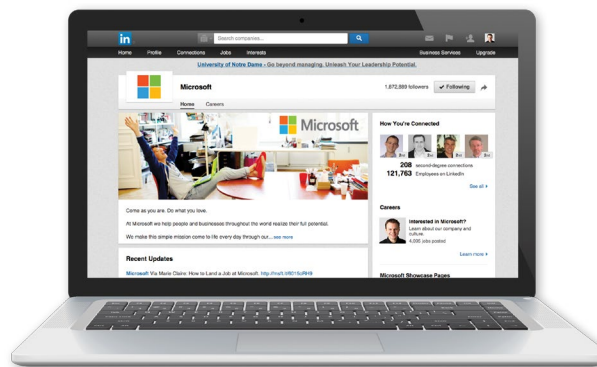 in
Search companies...
Home Profile Connections Jobs Interests Business Services Upgrade
University of Notre Dame - Go beyond managing. Unleash Your Leadership Potential.
Microsoft
1,872,989 followers
Following
Home Careers
Microsoft
Come as you are. Do what you love.
At Microsoft we help people and businesses throughout the world realize their full potential.
We make this simple mission come to life every day through our... see more
Recent Updates
Microsoft Via Marie Claire: How to Land a Job at Microsoft.
How You're Connected
2nd 2nd 2nd 2nd
208 second-degree connections
121,763 Employees on LinkedIn
See all
Careers
Interested in Microsoft?
Learn about our company and
culture.
jobs posted
Learn more
Microsoft Showcase Pages